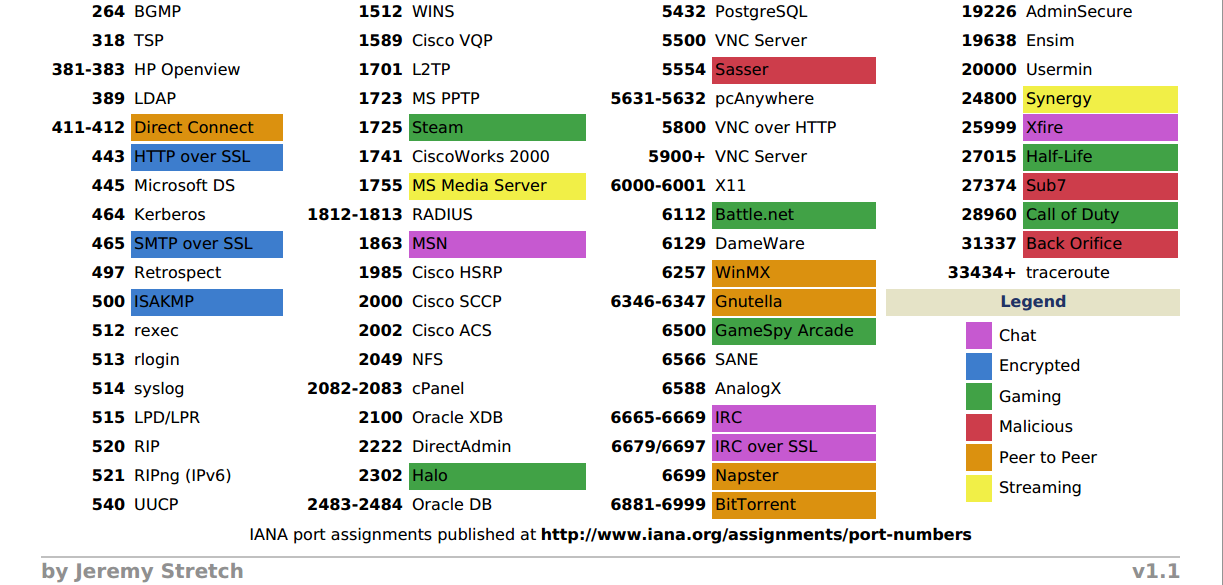 264 BGMP
318 TSP
381-383 HP Openview
389 LDAP
411-412 Direct Connect
443 HTTP over SSL
445 Microsoft DS
464 Kerberos
465 SMTP over SSL
497 Retrospect
500 ISAKMP
512 rexec
513 rlogin
514 syslog
515 LPD/LPR
520 RIP
521 RIPng (IPv6)
540 UUCP
1512 WINS
1589 Cisco VQP
1701 L2TP
1723 MS PPTP
1725 Steam
1741 CiscoWorks 2000
1755 MS Media Server
1812-1813 RADIUS
1863 MSN
1985 Cisco HSRP
2000 Cisco SCCP
2002 Cisco ACS
2049 NFS
2082-2083 cPanel
2100 Oracle XDB
2222 DirectAdmin
2302 Halo
2483-2484 Oracle DB
5432 PostgreSQL
5500 VNC Server
5554 Sasser
5631-5632 pcAnywhere
5800 VNC over HTTP
5900+ VNC Server
6000-6001 X11
6112 Battle.net
6129 DameWare
6257 WinMX
6346-6347 Gnutella
6500 GameSpy Arcade
6566 SANE
6588 AnalogX
6665-6669 IRC
6679/6697 IRC over SSL
6699 Napster
6881-6999 BitTorrent
19226 AdminSecure
19638 Ensim
20000 Usermin
24800 Synergy
25999 Xfire
27015 Half-Life
27374 Sub7
28960 Call of Duty
31337 Back Orifice
33434+ traceroute
Legend
Chat
Encrypted
Gaming
Malicious
Peer to Peer
Streaming
IANA port assignments published at http://www.iana.org/assignments/port-numbers
by Jeremy Stretch
v1.1